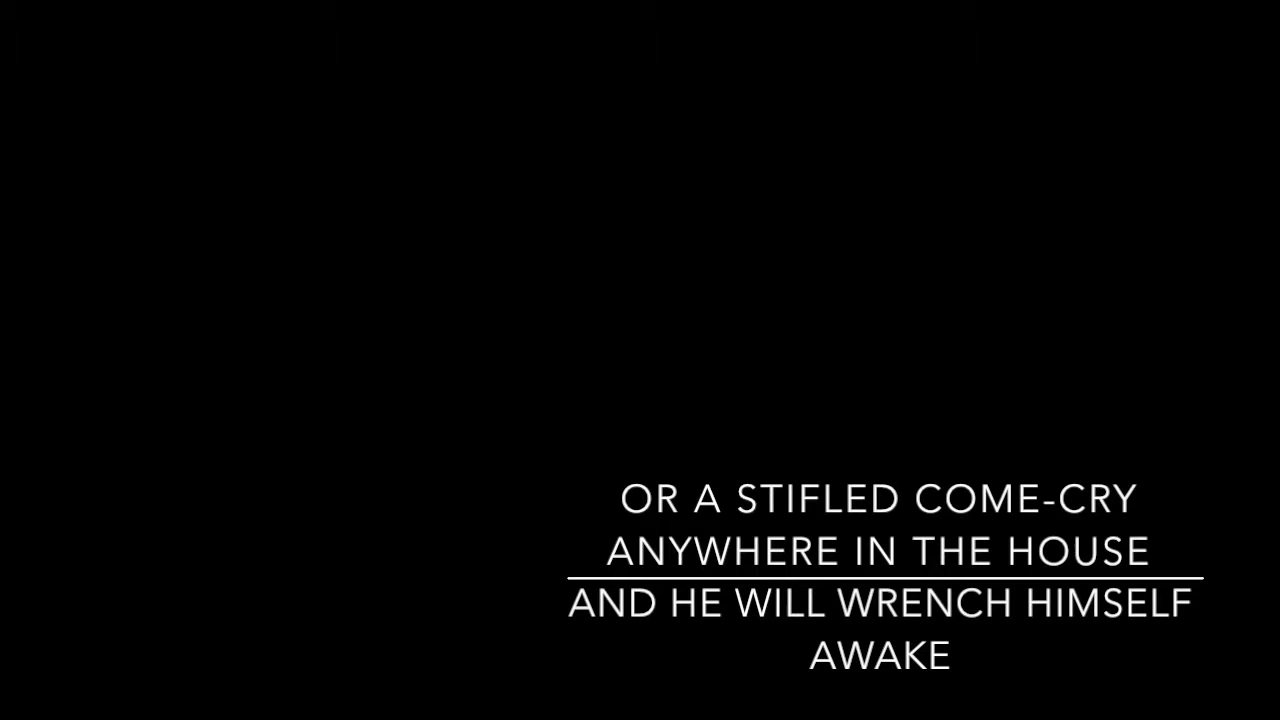 OR A STIFLED COME-CRY
ANYWHERE IN THE HOUSE
AND HE WILL WRENCH HIMSELF
AWAKE